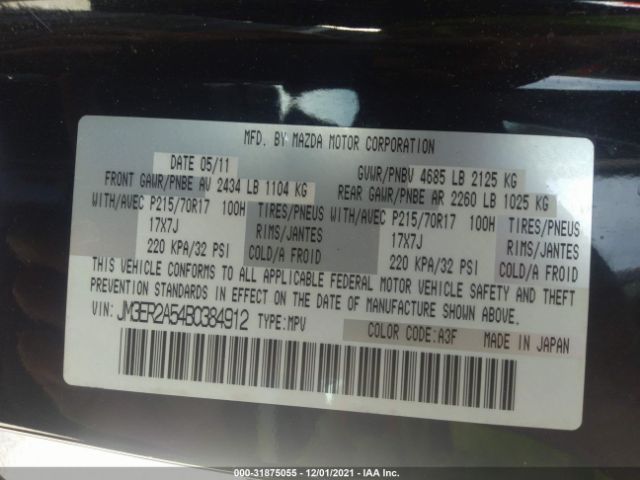 MFD. BY MAZDA MOTOR CORPORATION
DATE 05/11 GVWR/PNBV 4685 LB 2125 KG
FRONT GAWR/PNBE AV 2434 LB 1104 KG REAR GAWR/PNBE AR 2260 LB 1025 KG
WITH/AVEC P215/70R17 100H TIRES/PNEUS WITH/AVEC P215/70R17 100H TIRES/PNEUS
17X7J RIMS/JANTES 17X7J RIMS/JANTES
220 KPA/32 PSI COLD/A FROID 220 KPA/32 PSI COLD/A FROID
THIS VEHICLE CONFORMS TO ALL APPLICABLE FEDERAL MOTOR VEHICLE SAFETY AND THEFT
PREVENTION STANDARDS IN EFFECT ON THE DATE OF MANUFACTURE SHOWN ABOVE.
VIN: JM3ER2A54B0384912 TYPE:MPV COLOR CODE:A3F MADE IN JAPAN
000-31875055 - 12/01/2021 - IAA Inc.